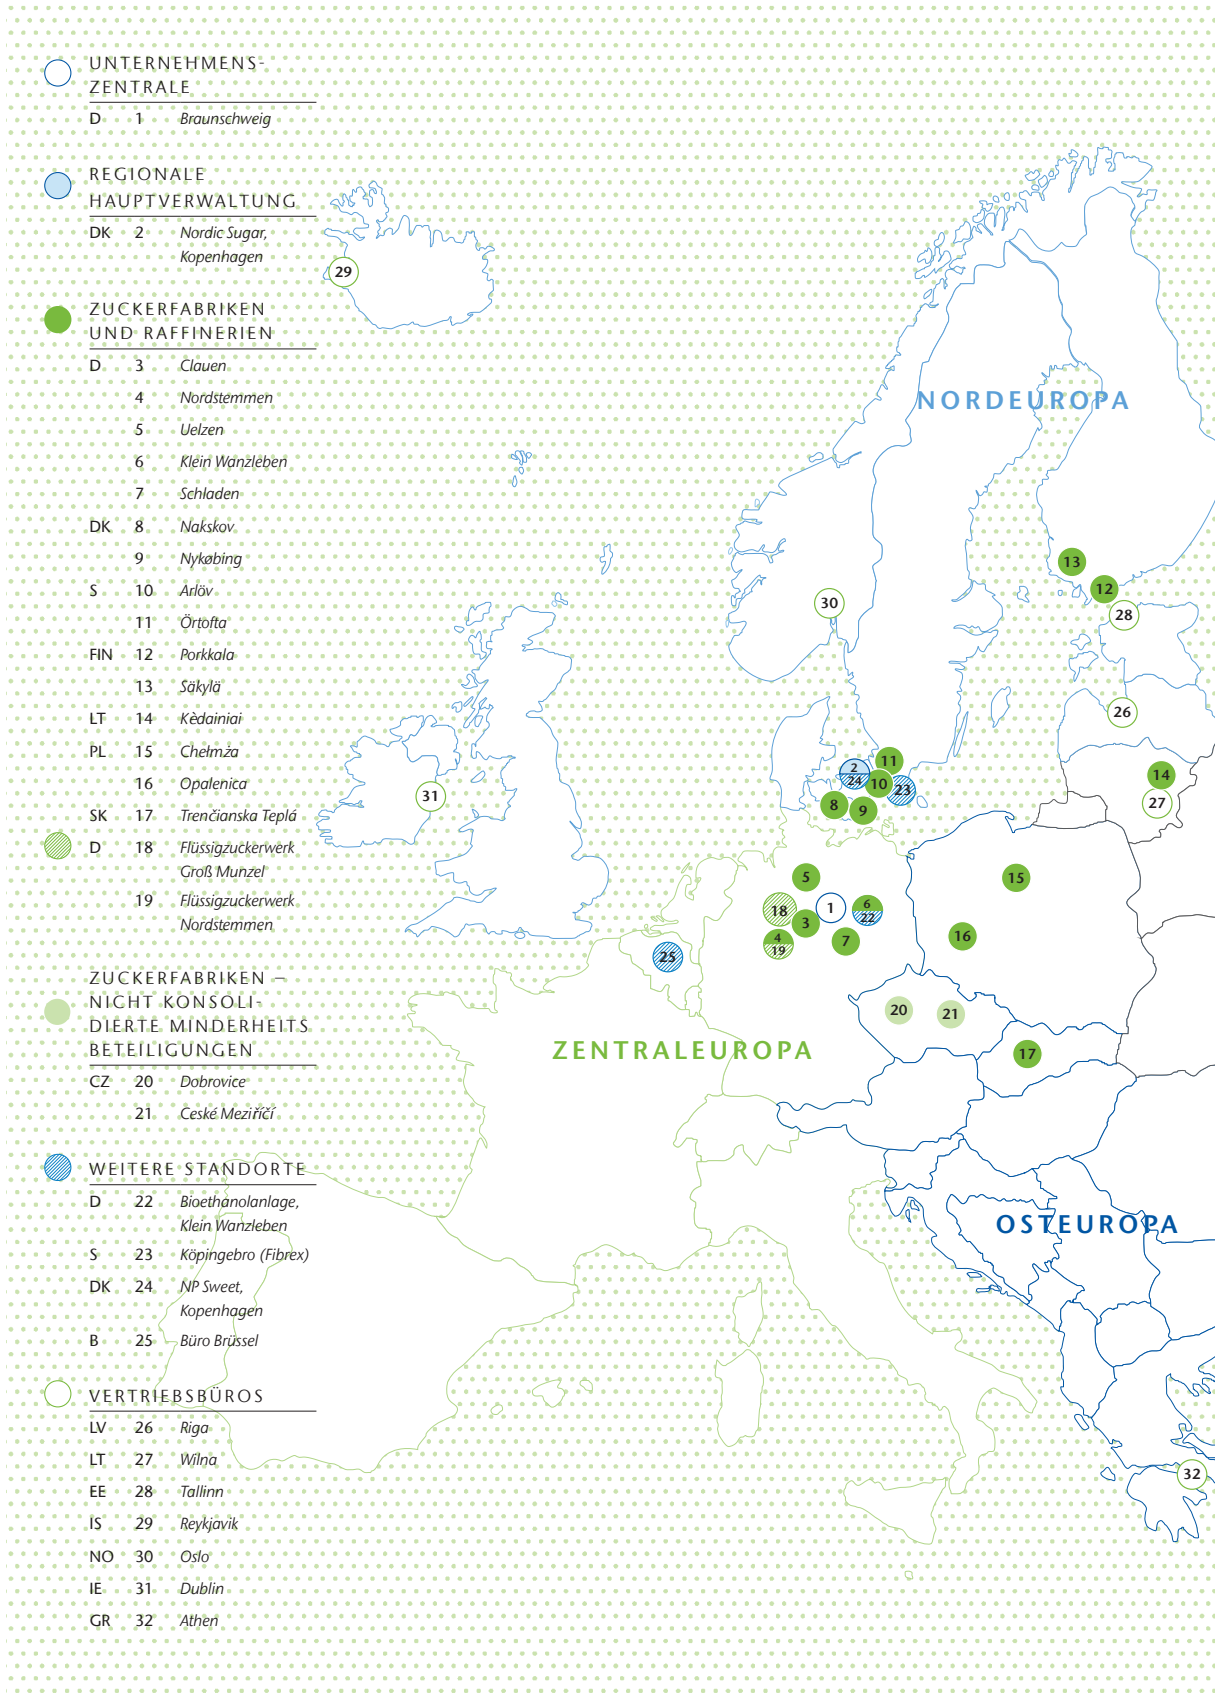 UNTERNEHMENS-
ZENTRALE
D 1 Braunschweig
REGIONALE
HAUPTVERWALTUNG
DK 2 Nordic Sugar,
Kopenhagen
ZUCKERFABRIKEN
UND RAFFINERIEN
D 3 Clauen
4 Nordstemmen
5 Uelzen
6 Klein Wanzleben
7 Schladen
DK 8 Nakskov
9 Nykøbing
S 10 Arlöv
11 Örtofta
FIN 12 Porkkala
13 Säkylä
LT 14 Kèdainiai
PL 15 Chełmża
16 Opalenica
SK 17 Trenčianska Teplá
D 18 Flüssigzuckerwerk
Groß Munzel
19 Flüssigzuckerwerk
Nordstemmen
ZUCKERFABRIKEN –
NICHT KONSOLI-
DIERTE MINDERHEITS
BETEILIGUNGEN
CZ 20 Dobrovice
21 Ceské Meziříčí
WEITERE STANDORTE
D 22 Bioethanolanlage,
Klein Wanzleben
S 23 Köpingebro (Fibrex)
DK 24 NP Sweet,
Kopenhagen
B 25 Büro Brüssel
VERTRIEBSBÜROS
LV 26 Riga
LT 27 Wilna
EE 28 Tallinn
IS 29 Reykjavik
NO 30 Oslo
IE 31 Dublin
GR 32 Athen
29
NORDEUROPA
13
12
30
28
26
11
2
24
10
23
14
31
8
9
27
5
15
18
3
1
6
22
4
19
7
16
25
20
21
ZENTRALEUROPA
17
OSTEUROPA
32